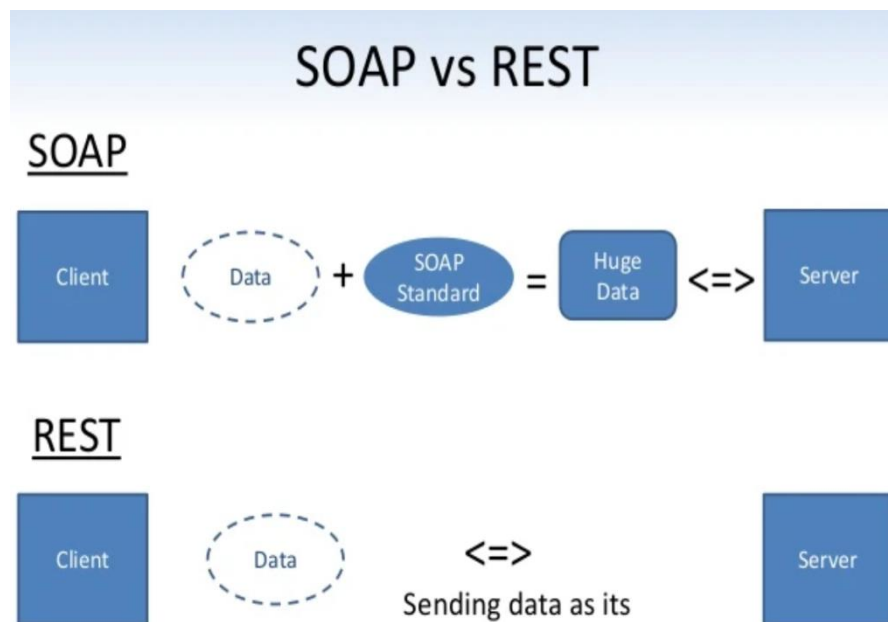 SOAP vs REST
SOAP
Client
Data
+
SOAP
Standard
=
Huge
Data
<=>
Server
REST
Client
Data
<=>
Server
Sending data as its